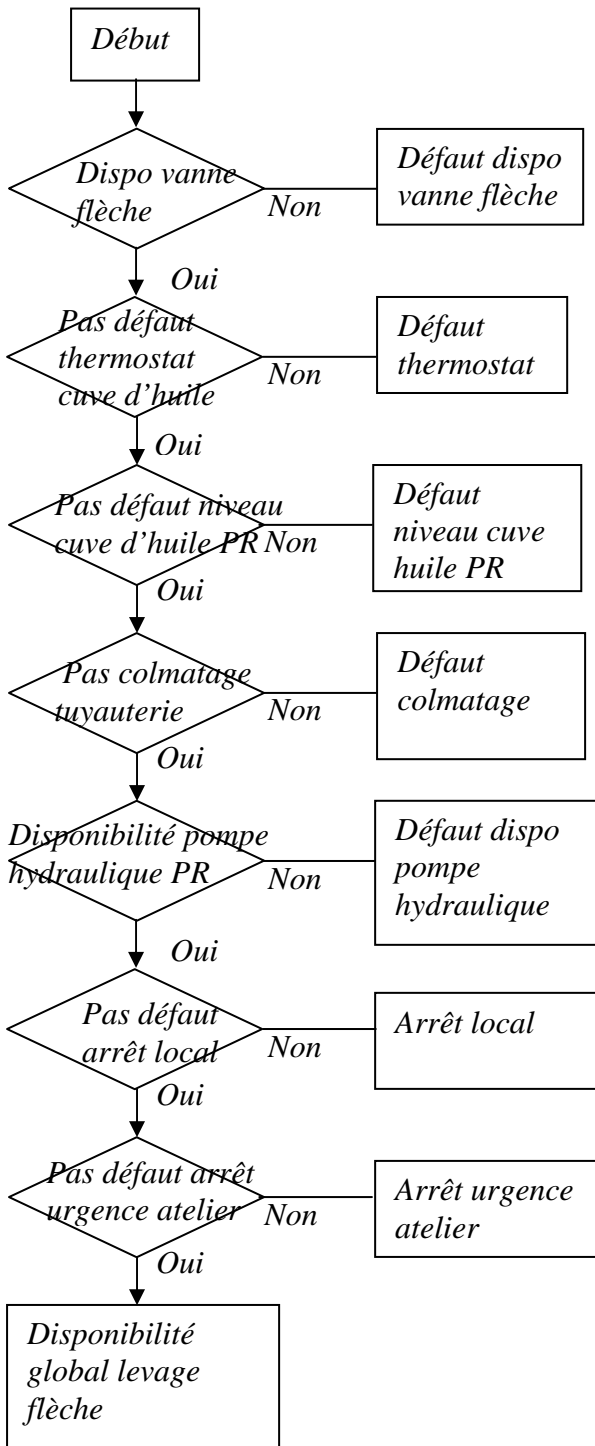 Début
Dispo vanne
flèche
Non
Défaut dispo
vanne flèche
Oui
Pas défaut
thermostat
cuve d'huile
Non
Défaut
thermostat
Oui
Pas défaut niveau
cuve d'huile PR
Non
Défaut
niveau cuve
huile PR
Oui
Pas colmatage
tuyauterie
Non
Défaut
colmatage
Oui
Disponibilité pompe
hydraulique PR
Non
Défaut dispo
pompe
hydraulique
Oui
Pas défaut
arrêt local
Non
Arrêt local
Oui
Pas défaut arrêt
urgence atelier
Non
Arrêt urgence
atelier
Oui
Disponibilité
global levage
flèche